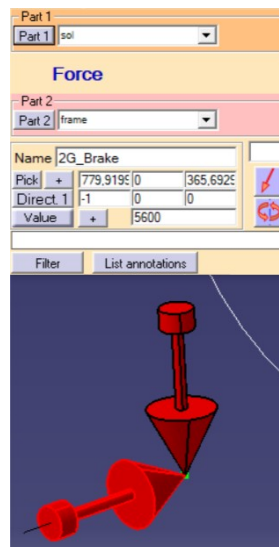 Part 1
Part 1 sol
Force
Part 2
Part 2 frame
Name 2G_Brake
Pick + 779,9195 0 365,6929
Direct. 1 -1 0 0
Value + 5600
Filter List annotations